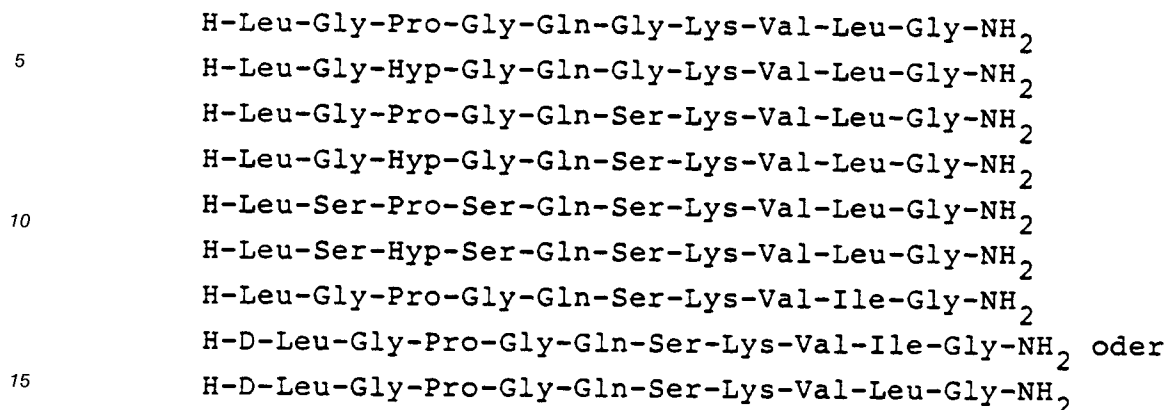 H-Leu-Gly-Pro-Gly-Gln-Gly-Lys-Val-Leu-Gly-NH2
5 H-Leu-Gly-Hyp-Gly-Gln-Gly-Lys-Val-Leu-Gly-NH2
H-Leu-Gly-Pro-Gly-Gln-Ser-Lys-Val-Leu-Gly-NH2
H-Leu-Gly-Hyp-Gly-Gln-Ser-Lys-Val-Leu-Gly-NH2
10 H-Leu-Ser-Pro-Ser-Gln-Ser-Lys-Val-Leu-Gly-NH2
H-Leu-Ser-Hyp-Ser-Gln-Ser-Lys-Val-Leu-Gly-NH2
H-Leu-Gly-Pro-Gly-Gln-Ser-Lys-Val-Ile-Gly-NH2
H-D-Leu-Gly-Pro-Gly-Gln-Ser-Lys-Val-Ile-Gly-NH2 oder
15 H-D-Leu-Gly-Pro-Gly-Gln-Ser-Lys-Val-Leu-Gly-NH2